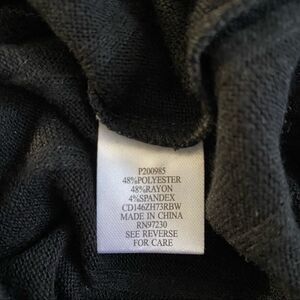 P200985
48%POLYESTER
48%RAYON
4%SPANDEX
CD146ZH73RBW
MADE IN CHINA
RN97230
SEE REVERSE
FOR CARE